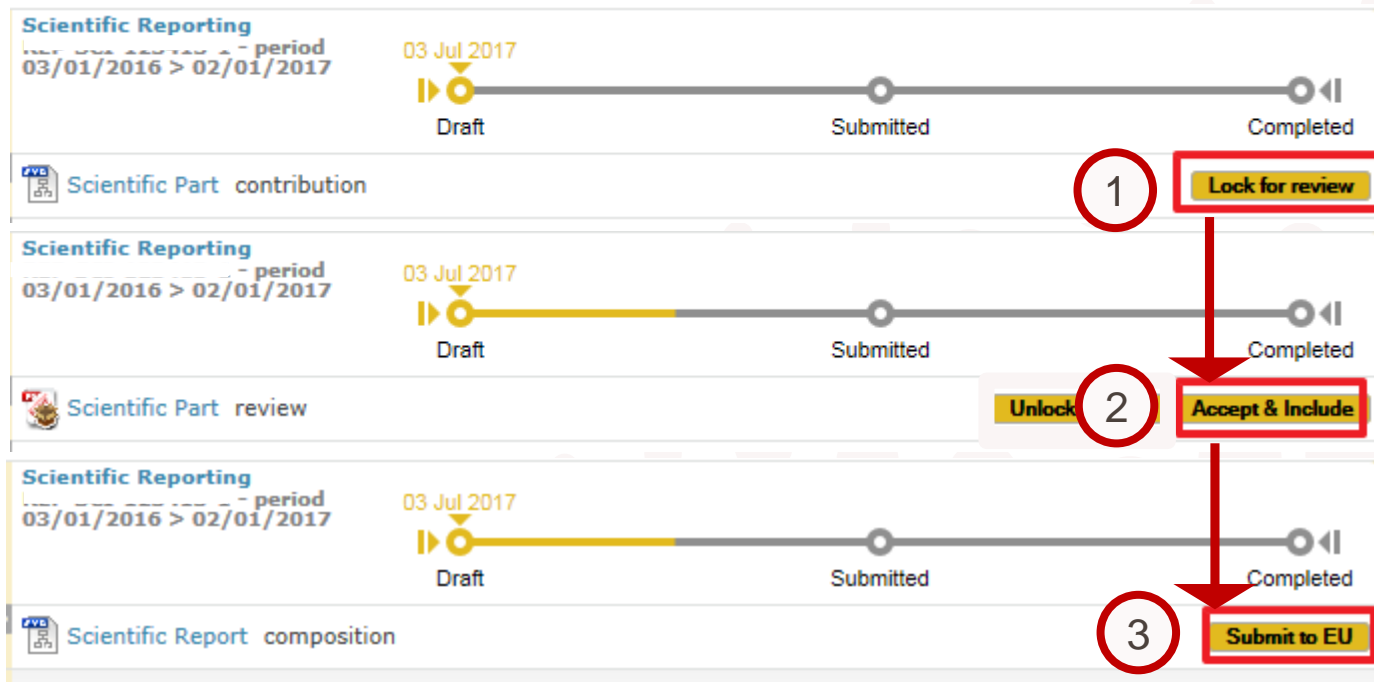 Scientific Reporting
- period
03/01/2016 > 02/01/2017
03 Jul 2017
Draft
Submitted
Completed
Scientific Part contribution
1
Lock for review
Scientific Reporting
- period
03/01/2016 > 02/01/2017
03 Jul 2017
Draft
Submitted
Completed
Scientific Part review
Unlock
2
Accept & Include
Scientific Reporting
- period
03/01/2016 > 02/01/2017
03 Jul 2017
Draft
Submitted
Completed
Scientific Report composition
3
Submit to EU